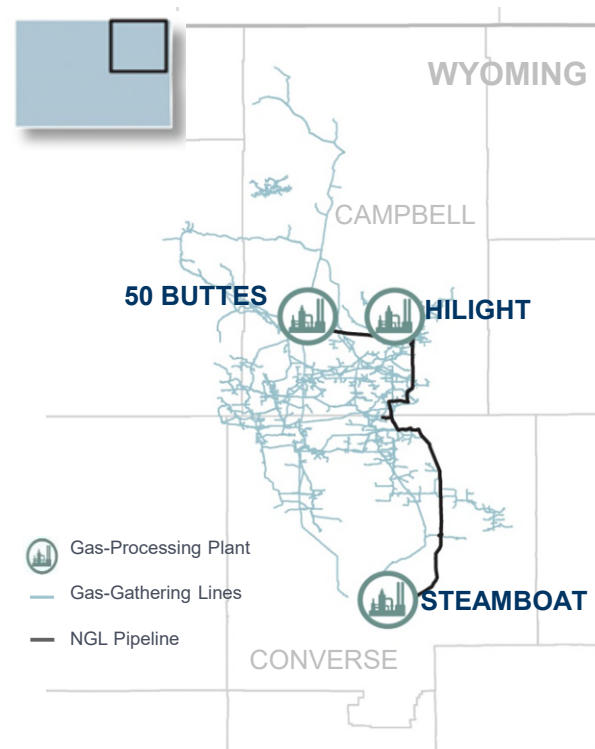 WYOMING
CAMPBELL
50 BUTTES
HILIGHT
Gas-Processing Plant
Gas-Gathering Lines
STEAMBOAT
NGL Pipeline
CONVERSE